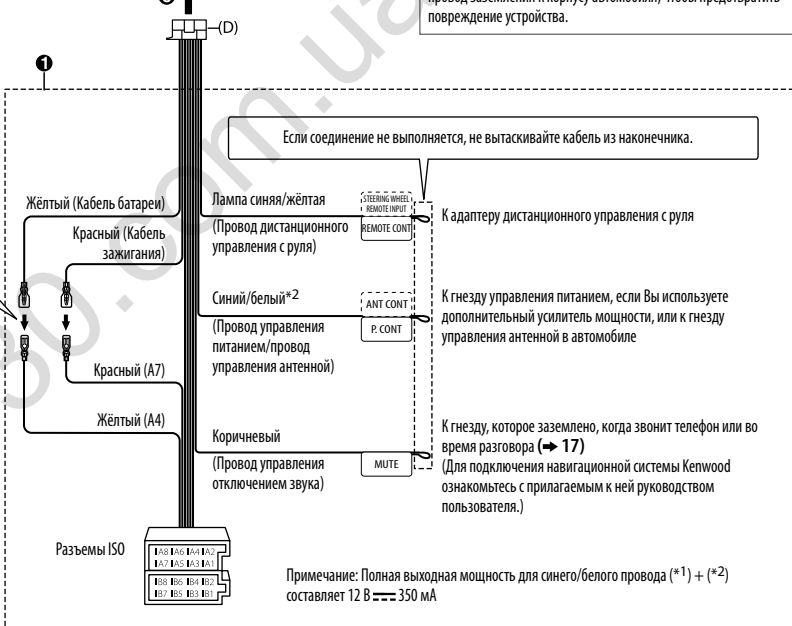 провод заземления к корпусу автомобиля, чтобы предотвратить
повреждение устройства.
(D)
1
Если соединение не выполняется, не вытаскивайте кабель из наконечника.
Жёлтый (Кабель батареи)
Красный (Кабель
зажигания)
Лампа синяя/жёлтая
(Провод дистанционного
управления с руля)
STEERING WHEEL
REMOTE INPUT
REMOTE CONT
К адаптеру дистанционного управления с руля
Синий/белый*2
(Провод управления
питанием/провод
управления антенной)
ANT CONT
P. CONT
К гнезду управления питанием, если Вы используете
дополнительный усилитель мощности, или к гнезду
управления антенной в автомобиле
Красный (A7)
Жёлтый (A4)
Коричневый
(Провод управления
отключением звука)
MUTE
К гнезду, которое заземлено, когда звонит телефон или во
время разговора (➜ 17)
(Для подключения навигационной системы Kenwood
ознакомьтесь с прилагаемым к ней руководством
пользователя.)
Разъемы ISO
A8 A6 A4 A2
A7 A5 A3 A1
B8 B6 B4 B2
B7 B5 B3 B1
Примечание: Полная выходная мощность для синего/белого провода (*1) + (*2)
составляет 12 В ⎓ 350 мА
30.com.ua